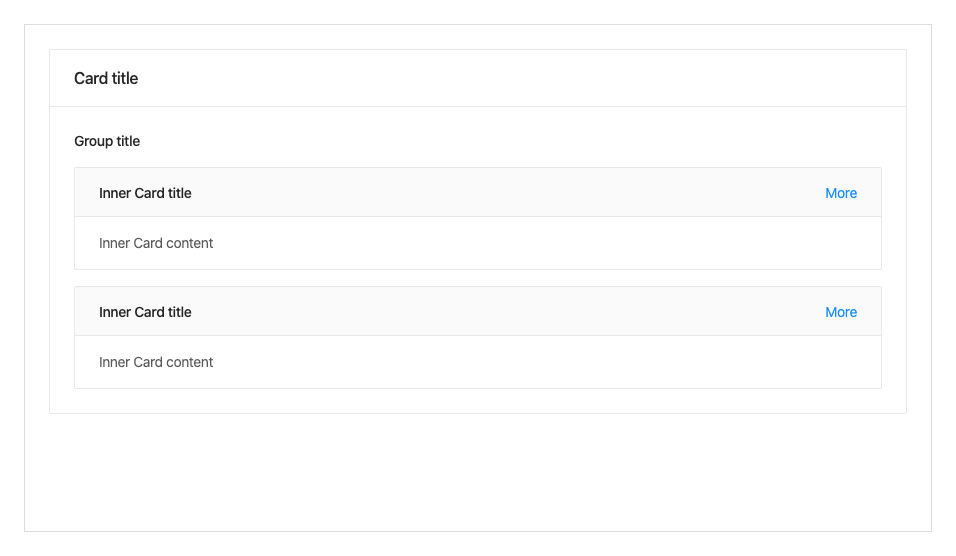 Card title
Group title
Inner Card title More
Inner Card content
Inner Card title More
Inner Card content